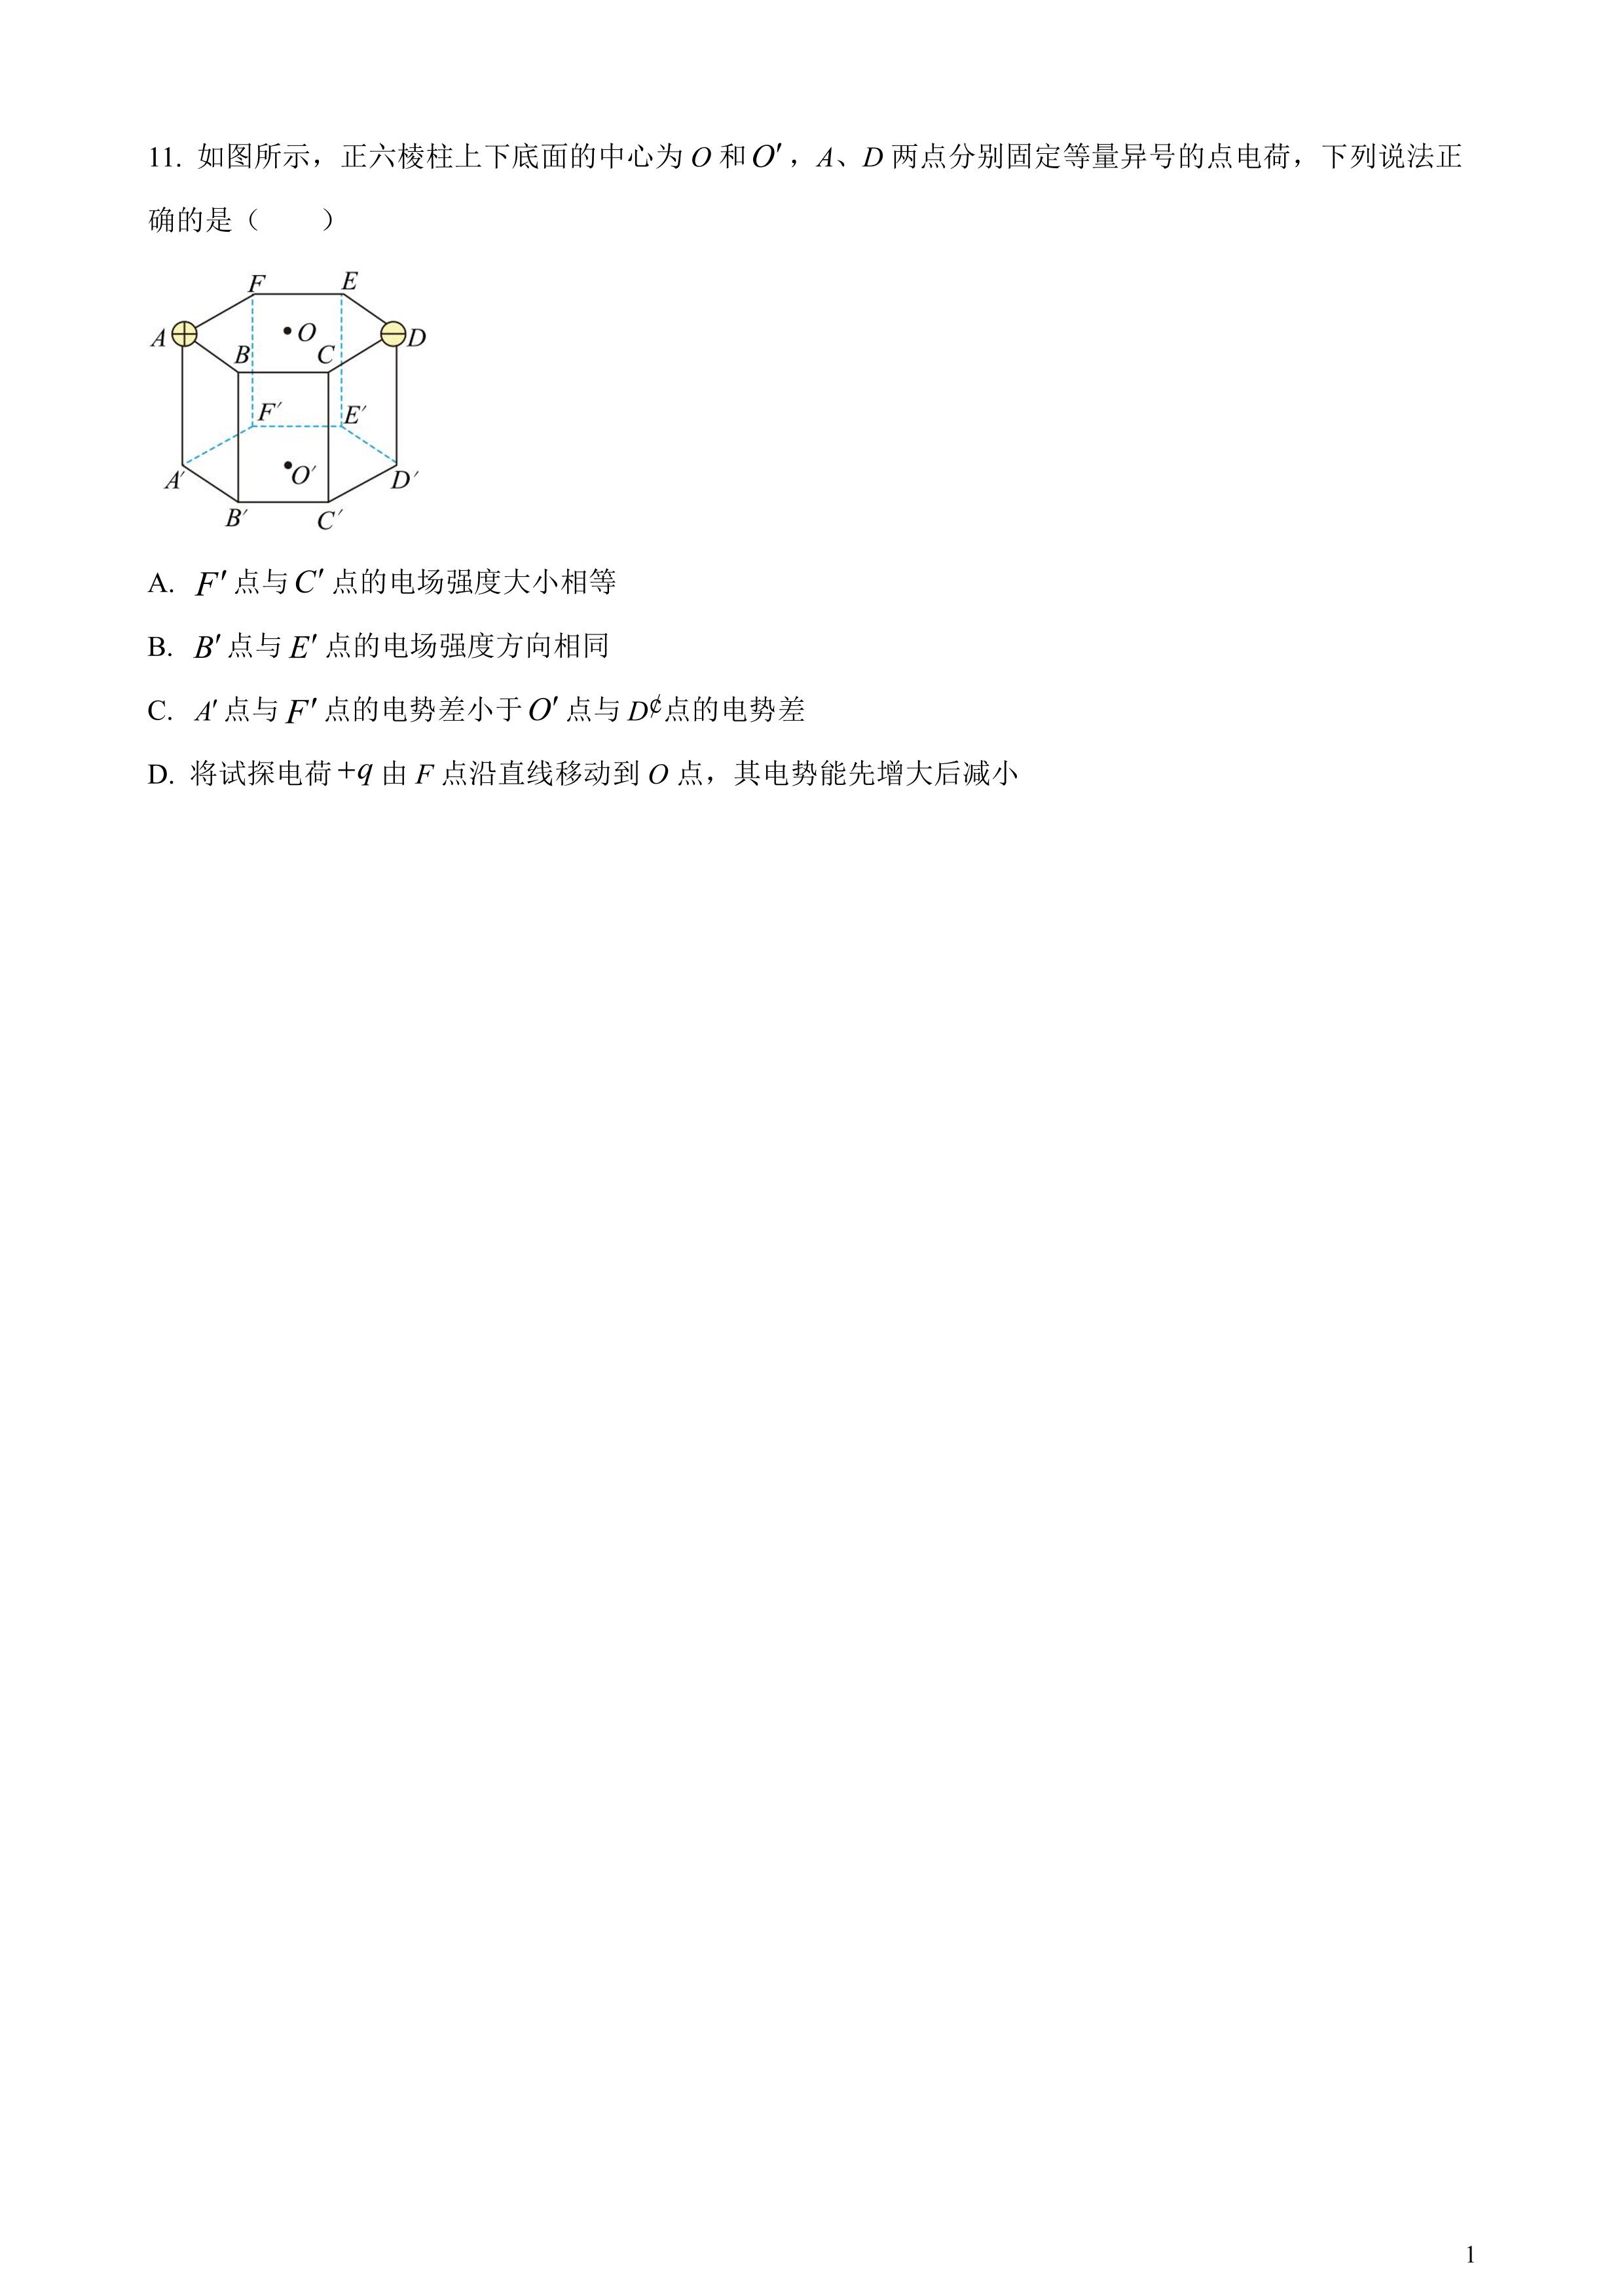 11. 如图所示，正六棱柱上下底面的中心为 O 和 O′，A、D 两点分别固定等量异号的点电荷，下列说法正
确的是（　　）
F E
A O D
B C
F′ E′
A′ O′ D′
B′ C′
A. F′ 点与 C′ 点的电场强度大小相等
B. B′ 点与 E′ 点的电场强度方向相同
C. A′ 点与 F′ 点的电势差小于 O′ 点与 D¢ 点的电势差
D. 将试探电荷 +q 由 F 点沿直线移动到 O 点，其电势能先增大后减小
1